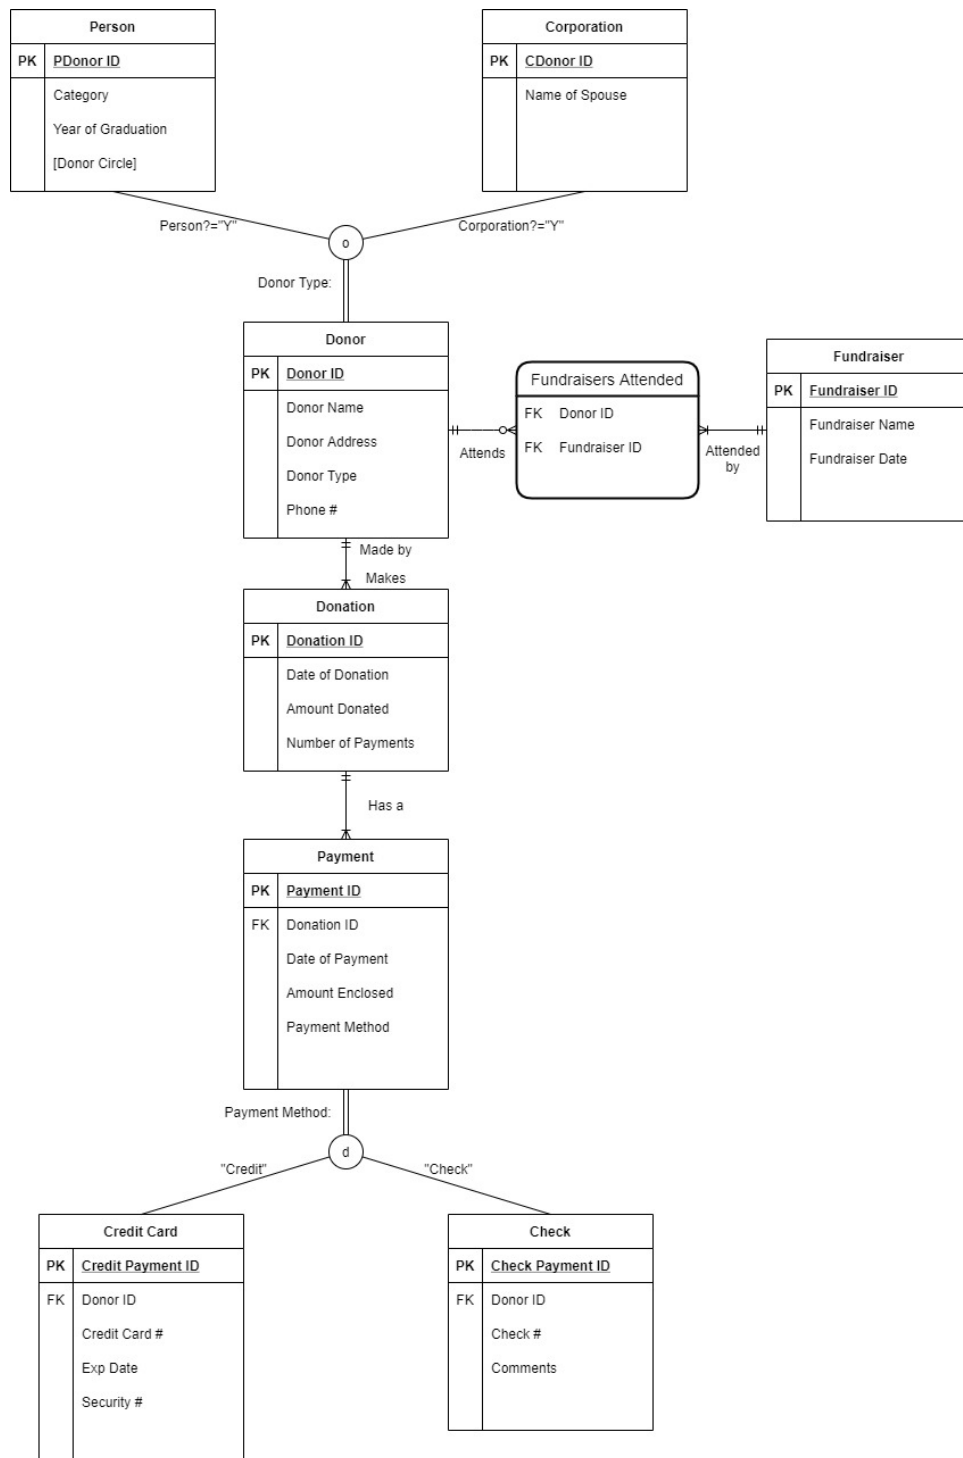 Person
PK PDonor ID
Category
Year of Graduation
[Donor Circle]
Corporation
PK CDonor ID
Name of Spouse
Person?="Y"
Corporation?="Y"
o
Donor Type:
Donor
PK Donor ID
Donor Name
Donor Address
Donor Type
Phone #
Attends
Fundraisers Attended
FK Donor ID
FK Fundraiser ID
Attended
by
Fundraiser
PK Fundraiser ID
Fundraiser Name
Fundraiser Date
Made by
Makes
Donation
PK Donation ID
Date of Donation
Amount Donated
Number of Payments
Has a
Payment
PK Payment ID
FK Donation ID
Date of Payment
Amount Enclosed
Payment Method
Payment Method:
d
"Credit"
"Check"
Credit Card
PK Credit Payment ID
FK Donor ID
Credit Card #
Exp Date
Security #
Check
PK Check Payment ID
FK Donor ID
Check #
Comments